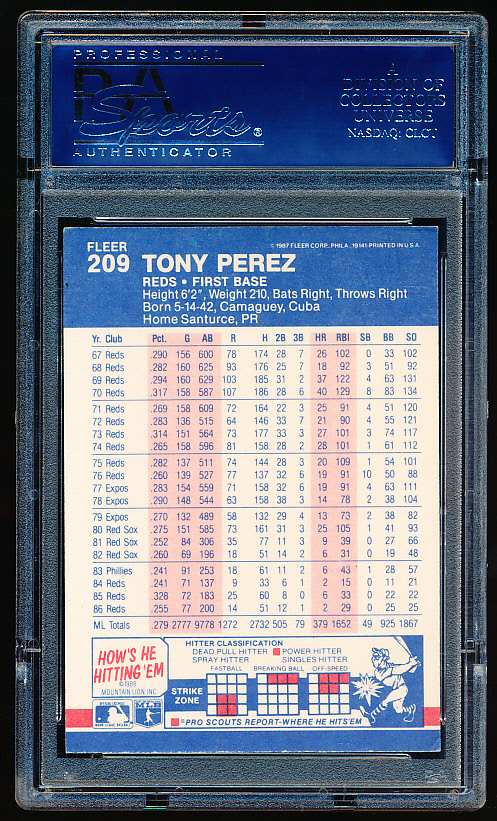 PROFESSIONAL
PSA
Sports®
AUTHENTICATOR
A
DIVISION OF
COLLECTORS
UNIVERSE
NASDAQ: CLCT
FLEER
209 TONY PEREZ
© 1987 FLEER CORP., PHILA., 19141 PRINTED IN U.S.A.
REDS • FIRST BASE
Height 6'2", Weight 210, Bats Right, Throws Right
Born 5-14-42, Camaguey, Cuba
Home Santurce, PR
Yr. Club Pct. G AB R H 2B 3B HR RBI SB BB SO
67 Reds .290 156 600 78 174 28 7 26 102 0 33 102
68 Reds .282 160 625 93 176 25 7 18 92 3 51 92
69 Reds .294 160 629 103 185 31 2 37 122 4 63 131
70 Reds .317 158 587 107 186 28 6 40 129 8 83 134
71 Reds .269 158 609 72 164 22 3 25 91 4 51 120
72 Reds .283 136 515 64 146 33 7 21 90 4 55 121
73 Reds .314 151 564 73 177 33 3 27 101 3 74 117
74 Reds .265 158 596 81 158 28 2 28 101 1 61 112
75 Reds .282 137 511 74 144 28 3 20 109 1 54 101
76 Reds .260 139 527 77 137 32 6 19 91 10 50 88
77 Expos .283 154 559 71 158 32 6 19 91 4 63 111
78 Expos .290 148 544 63 158 38 3 14 78 2 38 104
79 Expos .270 132 489 58 132 29 4 13 73 2 38 82
80 Red Sox .275 151 585 73 161 31 3 25 105 1 41 93
81 Red Sox .252 84 306 35 77 11 3 9 39 0 27 66
82 Red Sox .260 69 196 18 51 14 2 6 31 0 19 48
83 Phillies .241 91 253 18 61 11 2 6 43 1 28 57
84 Reds .241 71 137 9 33 6 1 2 15 0 11 21
85 Reds .328 72 183 25 60 8 0 6 33 0 22 22
86 Reds .255 77 200 14 51 12 1 2 29 0 25 25
ML Totals .279 2777 9778 1272 2732 505 79 379 1652 49 925 1867
HOW'S HE
HITTING 'EM
©1986
MOUNTAIN LION, INC.
HITTER CLASSIFICATION
DEAD PULL HITTER POWER HITTER
SPRAY HITTER SINGLES HITTER
FASTBALL BREAKING BALL OFF-SPEED
STRIKE
ZONE
PRO SCOUTS REPORT-WHERE HE HITS 'EM